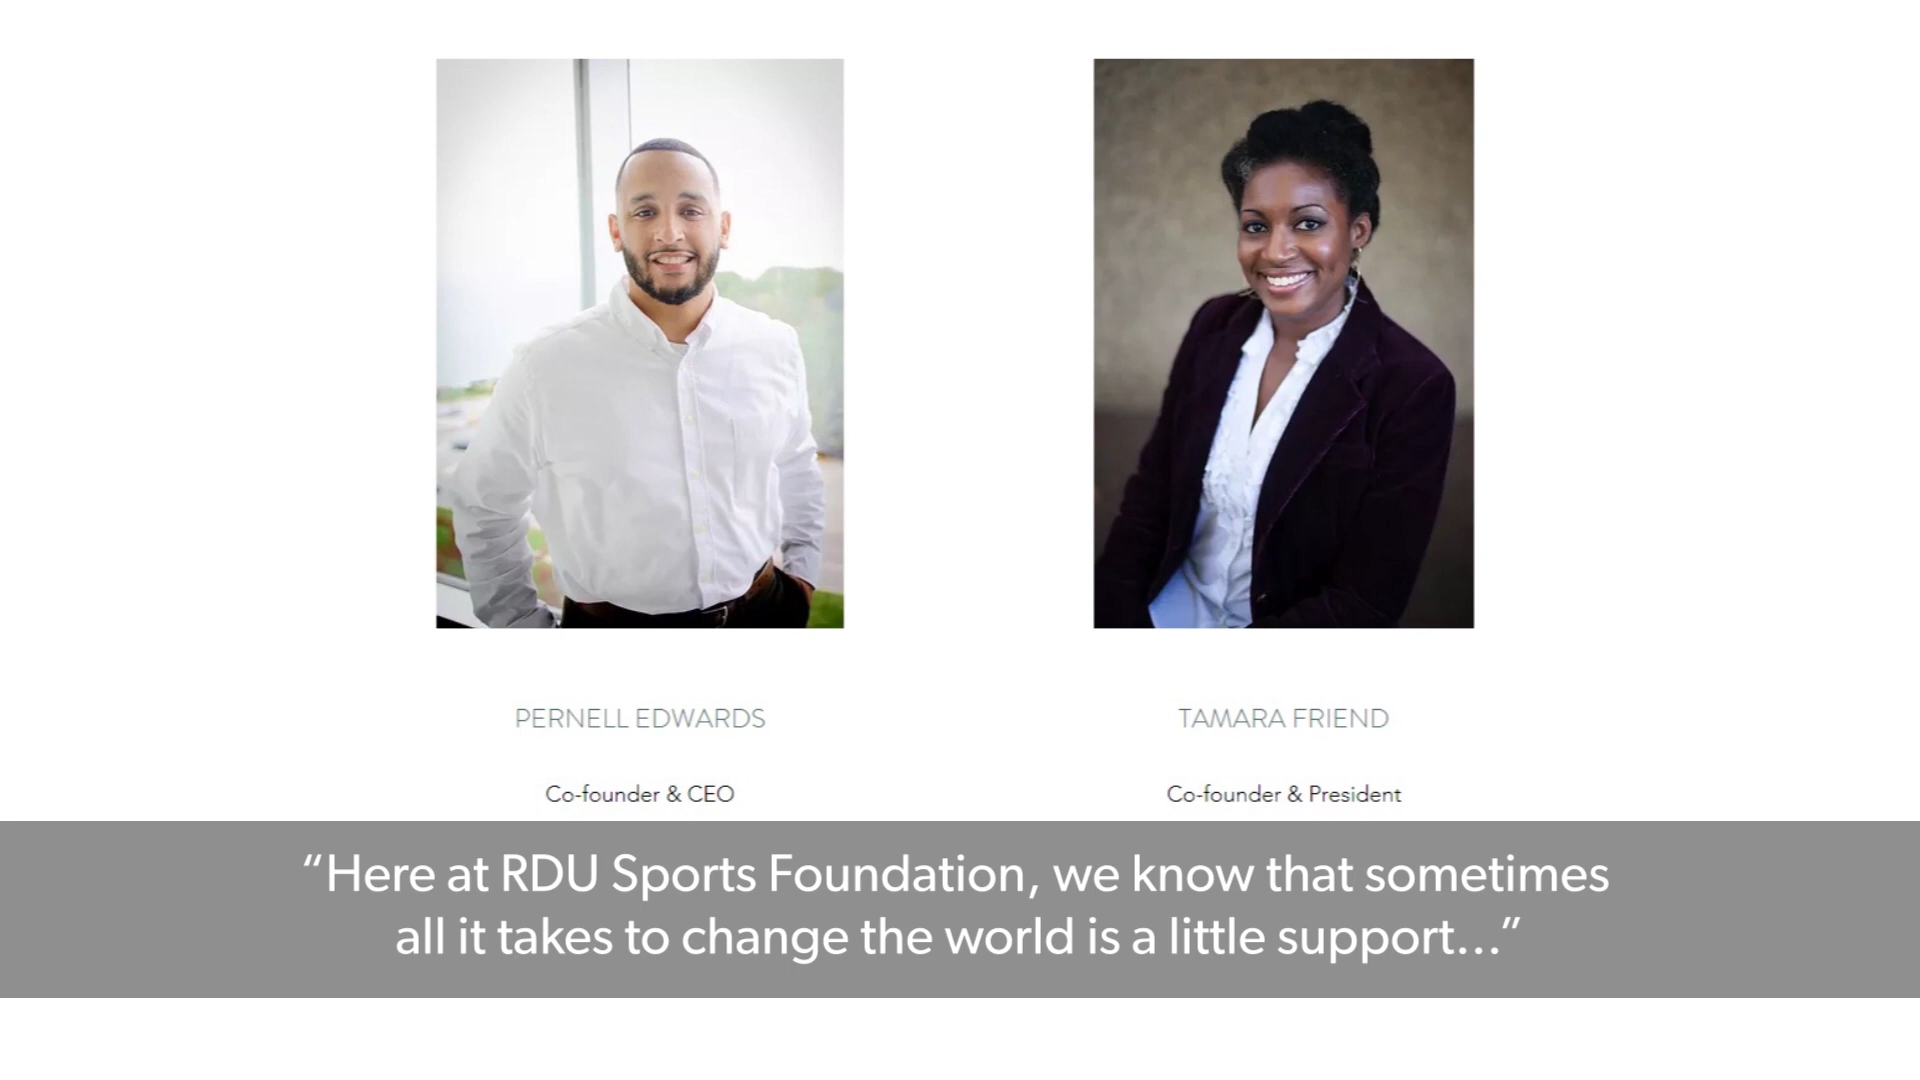 PERNELL EDWARDS
TAMARA FRIEND
Co-founder & CEO
Co-founder & President
“Here at RDU Sports Foundation, we know that sometimes
all it takes to change the world is a little support...”